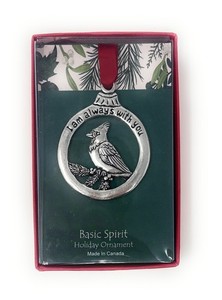 I am always with you
Basic Spirit
Holiday Ornament
Made in Canada